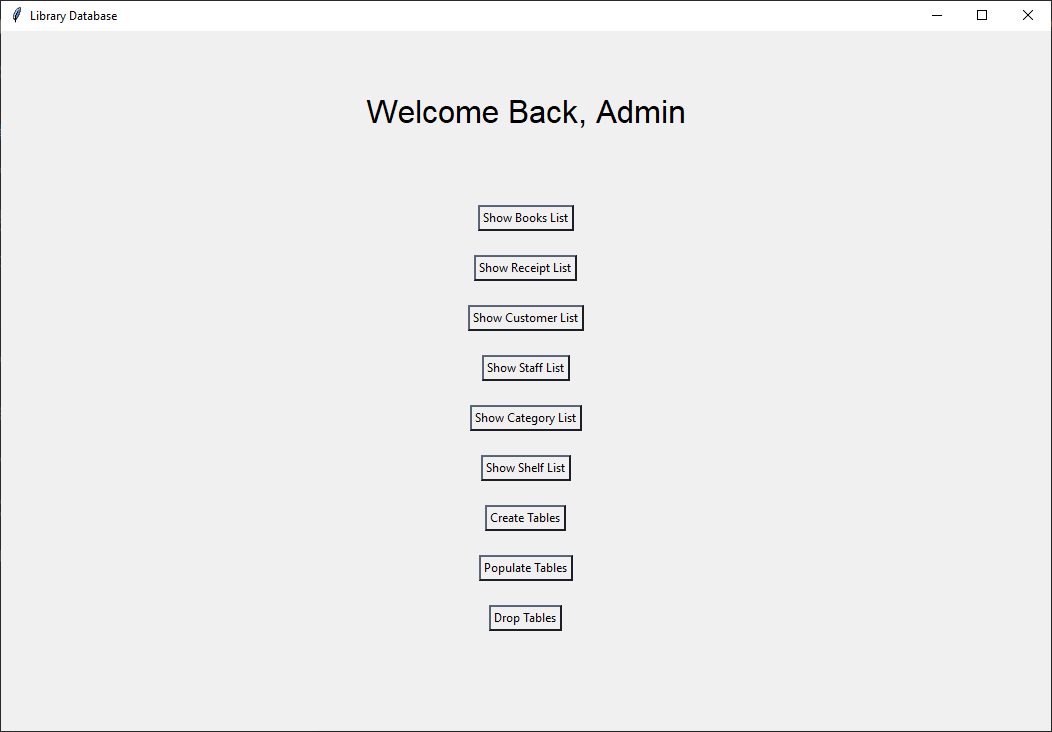 Library Database
Welcome Back, Admin
Show Books List
Show Receipt List
Show Customer List
Show Staff List
Show Category List
Show Shelf List
Create Tables
Populate Tables
Drop Tables